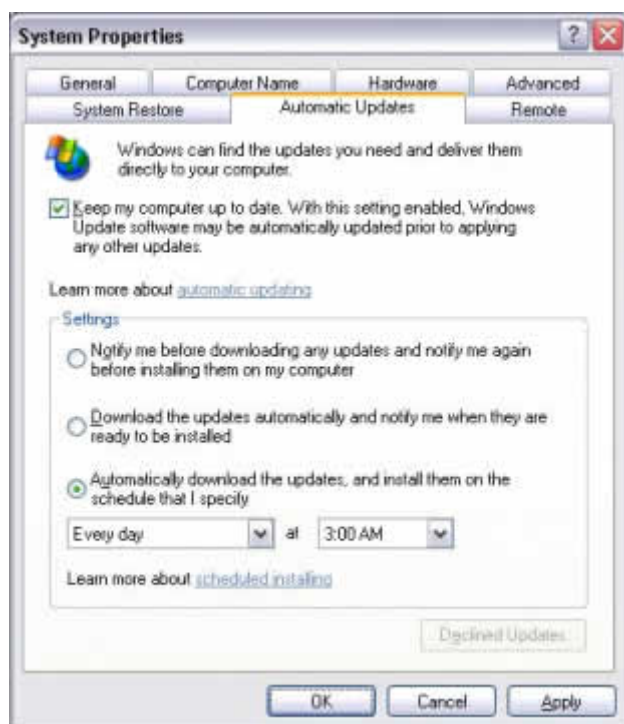 System Properties
General Computer Name Hardware Advanced
System Restore Automatic Updates Remote
Windows can find the updates you need and deliver them
directly to your computer.
Keep my computer up to date. With this setting enabled, Windows
Update software may be automatically updated prior to applying
any other updates.
Learn more about automatic updating
Settings
Notify me before downloading any updates and notify me again
before installing them on my computer
Download the updates automatically and notify me when they are
ready to be installed
Automatically download the updates, and install them on the
schedule that I specify
Every day at 3:00 AM
Learn more about scheduled installing
Declined Updates
OK Cancel Apply